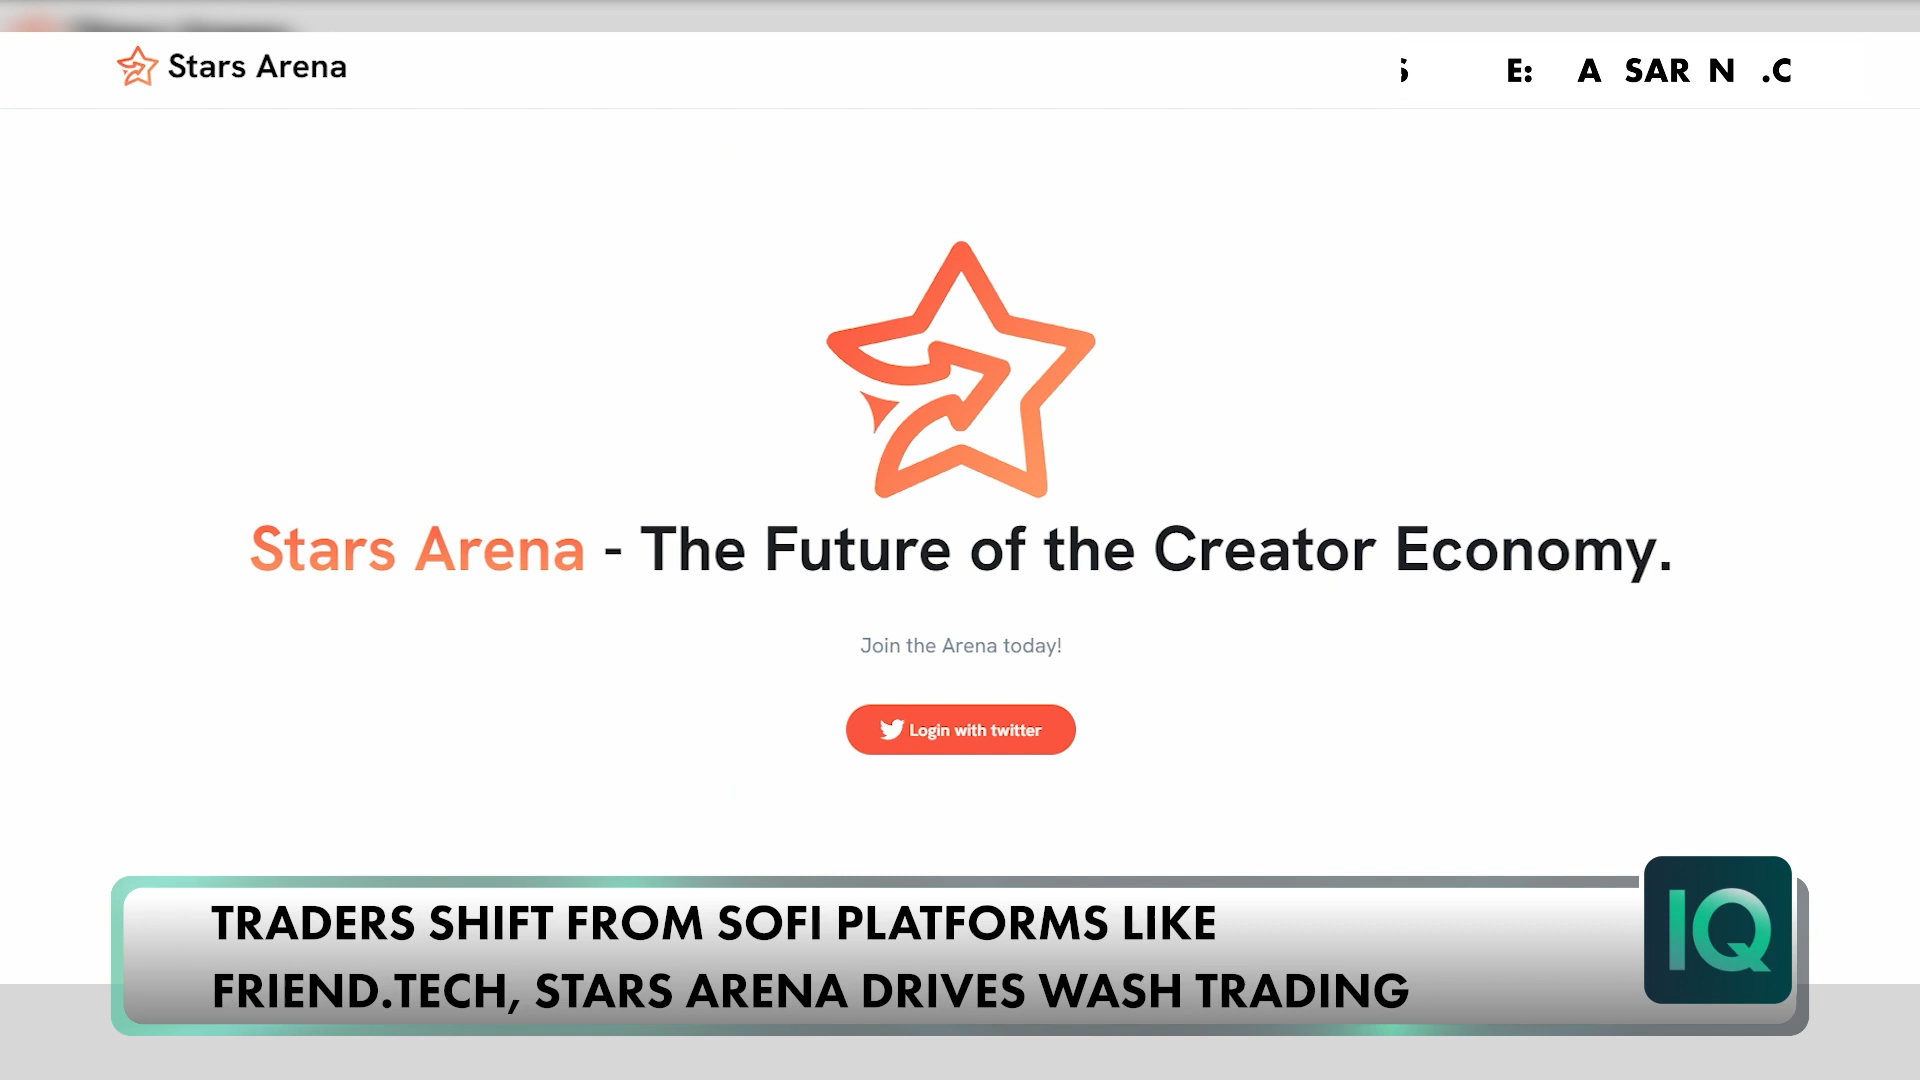 Stars Arena
Stars Arena - The Future of the Creator Economy.
Join the Arena today!
Login with twitter
TRADERS SHIFT FROM SOFI PLATFORMS LIKE
FRIEND.TECH, STARS ARENA DRIVES WASH TRADING
IQ